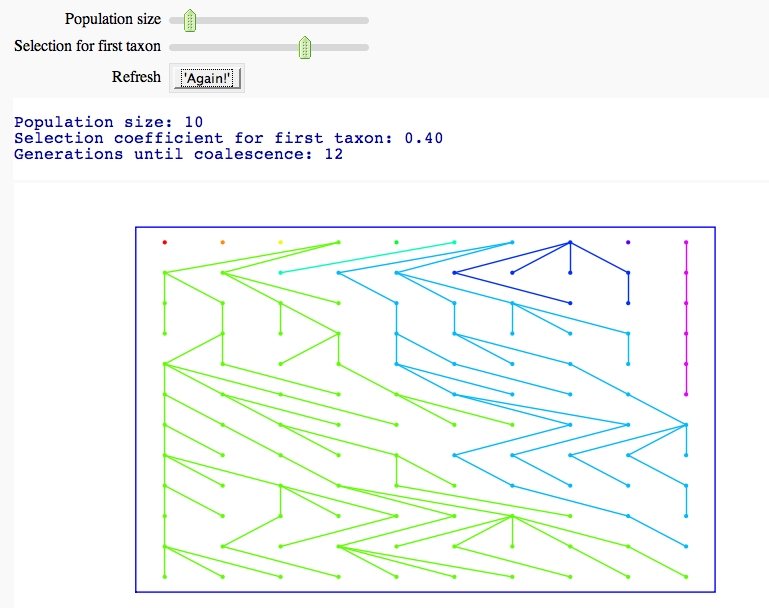 Population size
Selection for first taxon
Refresh 'Again!'
Population size: 10
Selection coefficient for first taxon: 0.40
Generations until coalescence: 12